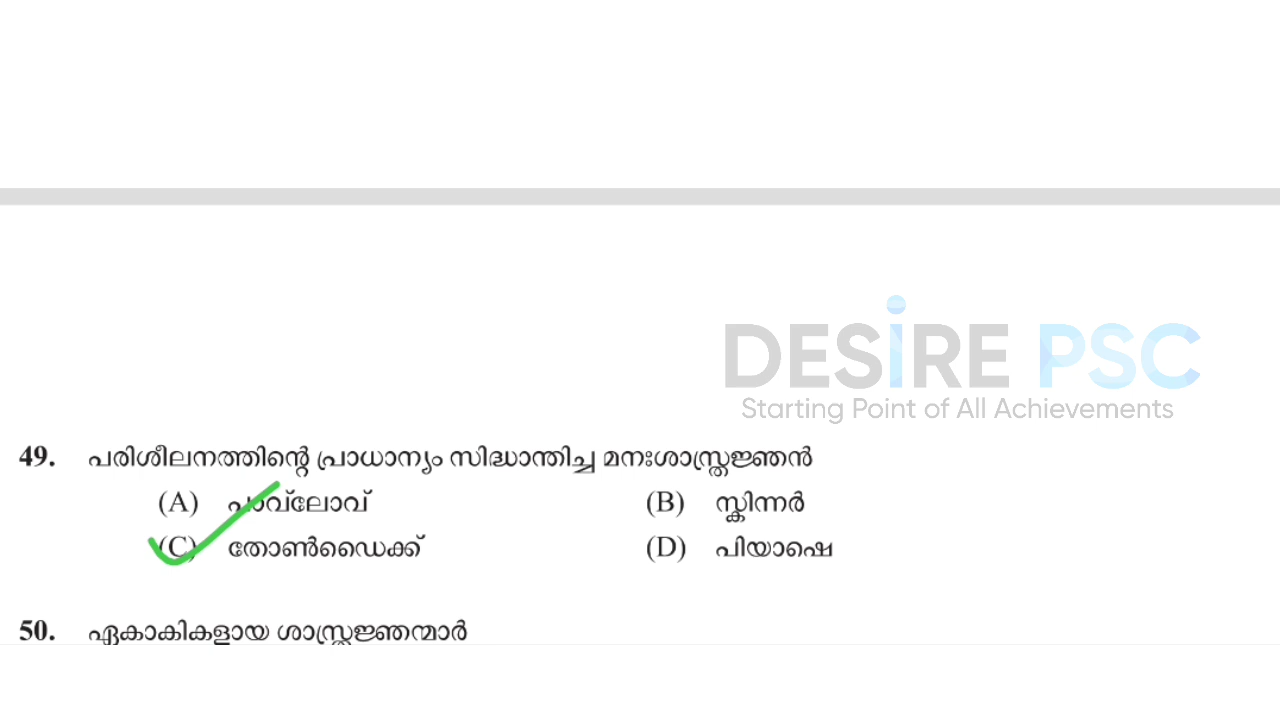 DESIRE PSC
Starting Point of All Achievements
49. പരിശീലനത്തിന്റെ പ്രാധാന്യം സിദ്ധാന്തിച്ച മനഃശാസ്ത്രജ്ഞൻ
(A) പാവ്ലോവ് (B) സ്കിന്നർ
(C) തോൺഡൈക്ക് (D) പിയാഷെ
50. ഏകാകികളായ ശാസ്ത്രജ്ഞന്മാർ